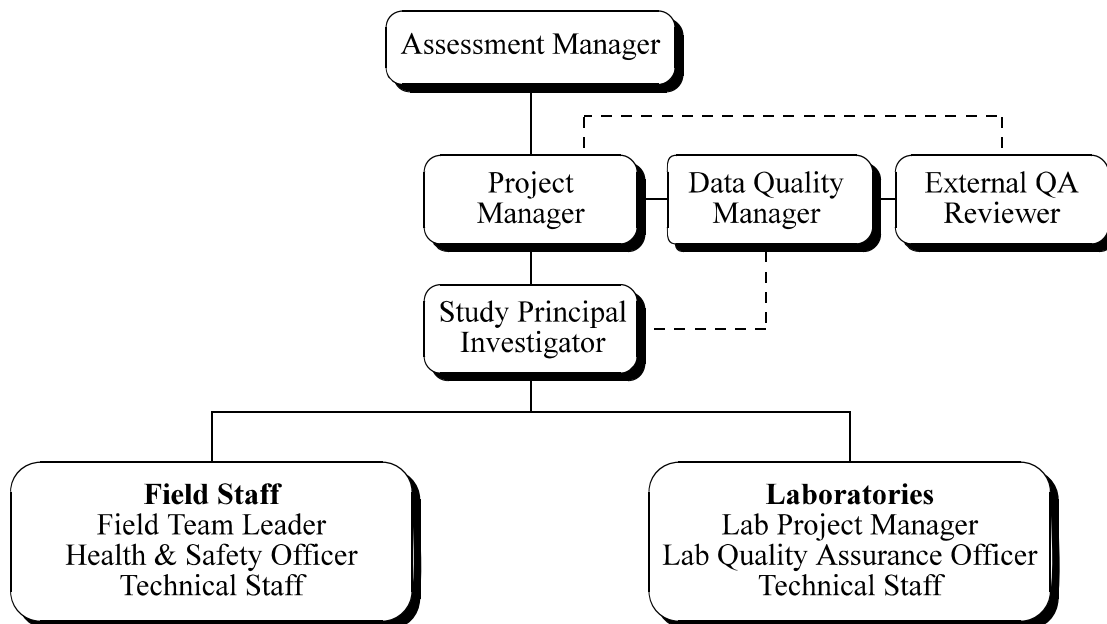 Assessment Manager
Project
Manager
Data Quality
Manager
External QA
Reviewer
Study Principal
Investigator
Field Staff
Field Team Leader
Health & Safety Officer
Technical Staff
Laboratories
Lab Project Manager
Lab Quality Assurance Officer
Technical Staff